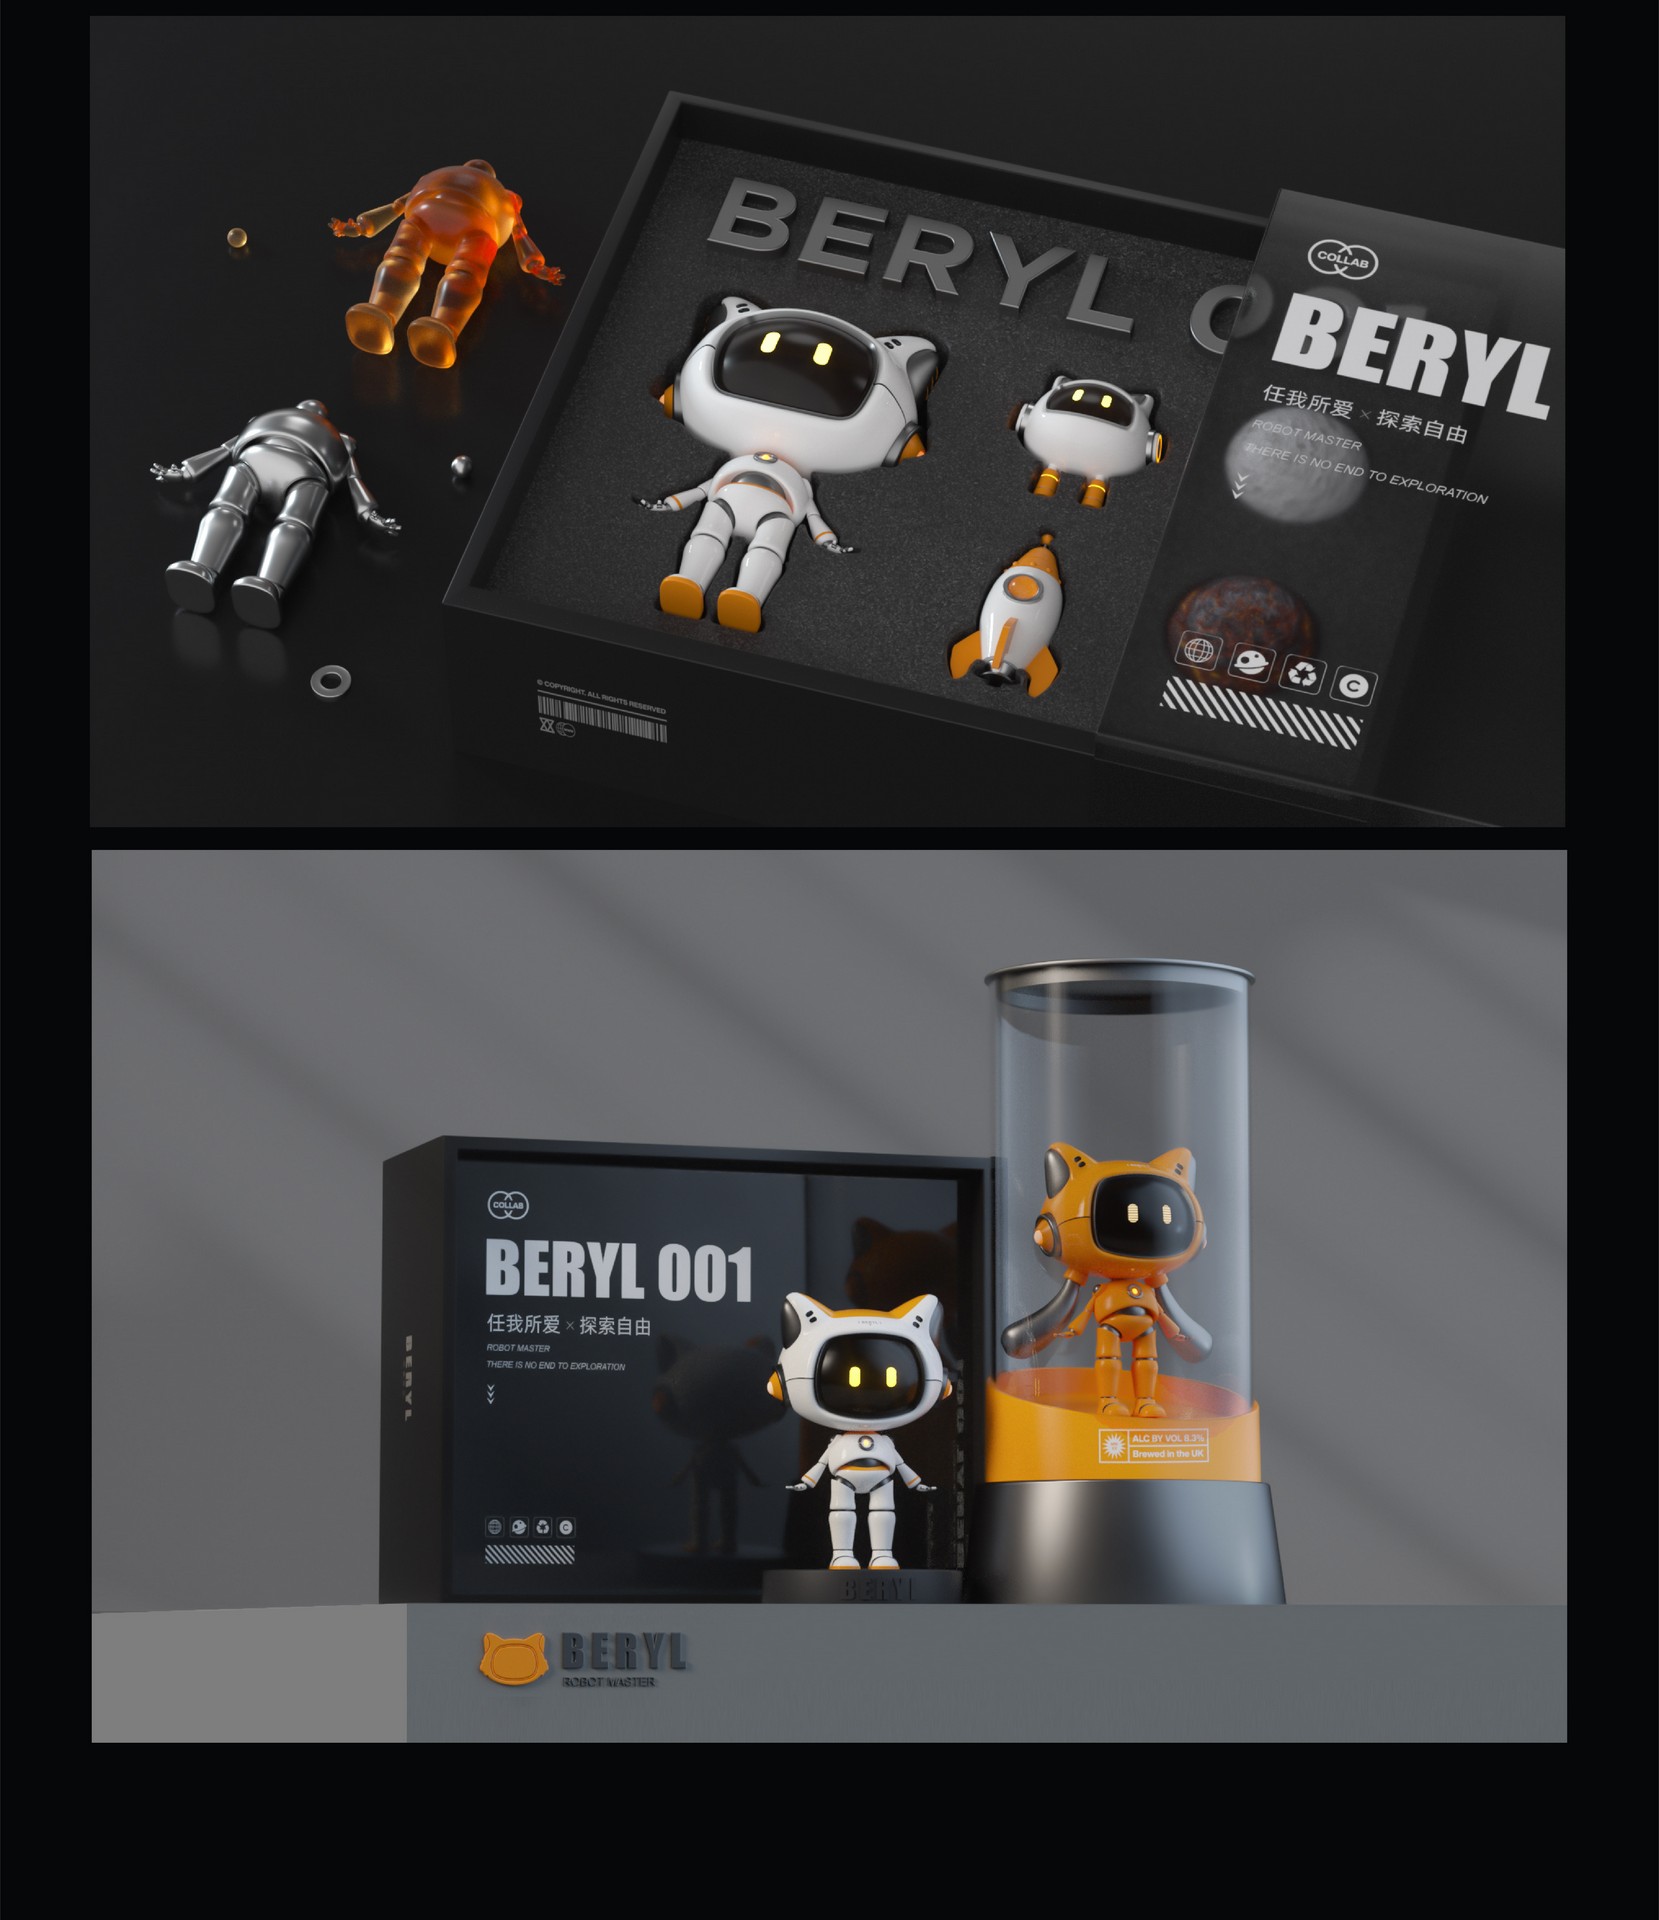 BERYL
COLLAB
BERYL
任我所爱 × 探索自由
ROBOT MASTER
THERE IS NO END TO EXPLORATION
C
© COPYRIGHT, ALL RIGHTS RESERVED
COLLAB
BERYL 001
任我所爱 × 探索自由
ROBOT MASTER
THERE IS NO END TO EXPLORATION
C
BERYL
ALC BY VOL 8.3%
Brewed in the UK
BERYL
BERYL
ROBOT MASTER